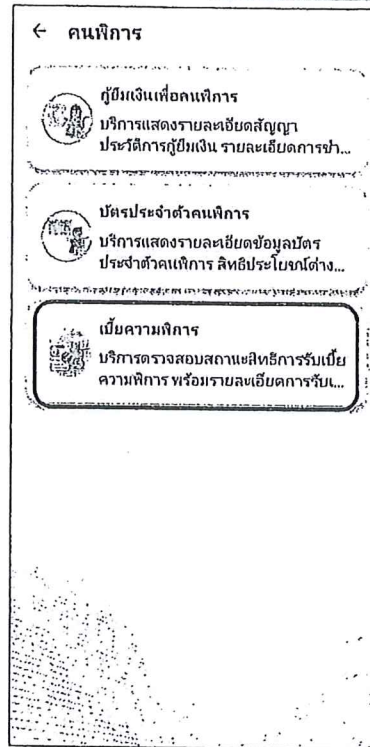 ← คนพิการ
กู้ยืมเงินเพื่อคนพิการ
บริการแสดงรายละเอียดสัญญา
ประวัติการกู้ยืมเงิน รายละเอียดการชำ...
บัตรประจำตัวคนพิการ
บริการแสดงรายละเอียดข้อมูลบัตร
ประจำตัวคนพิการ สิทธิประโยชน์ต่าง...
เบี้ยความพิการ
บริการตรวจสอบสถานะสิทธิการรับเบี้ย
ความพิการ พร้อมรายละเอียดการรับเ...